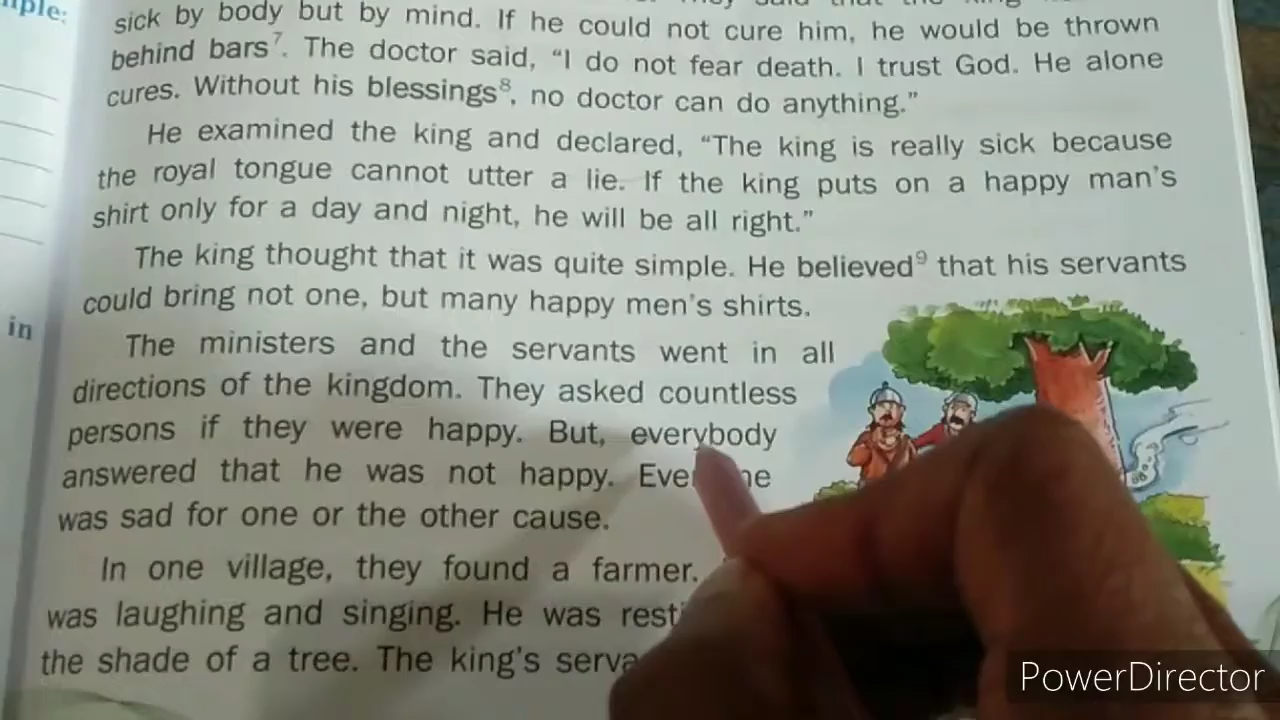 mple:
sick by body but by mind. If he could not cure him, he would be thrown
behind bars7. The doctor said, “I do not fear death. I trust God. He alone
cures. Without his blessings8, no doctor can do anything.”
He examined the king and declared, “The king is really sick because
the royal tongue cannot utter a lie. If the king puts on a happy man's
shirt only for a day and night, he will be all right.”
The king thought that it was quite simple. He believed9 that his servants
could bring not one, but many happy men's shirts.
in
The ministers and the servants went in all
directions of the kingdom. They asked countless
persons if they were happy. But, everybody
answered that he was not happy.
was sad for one or the other cause.
In one village, they found a farmer.
was laughing and singing. He was
the shade of a tree. The king's
PowerDirector